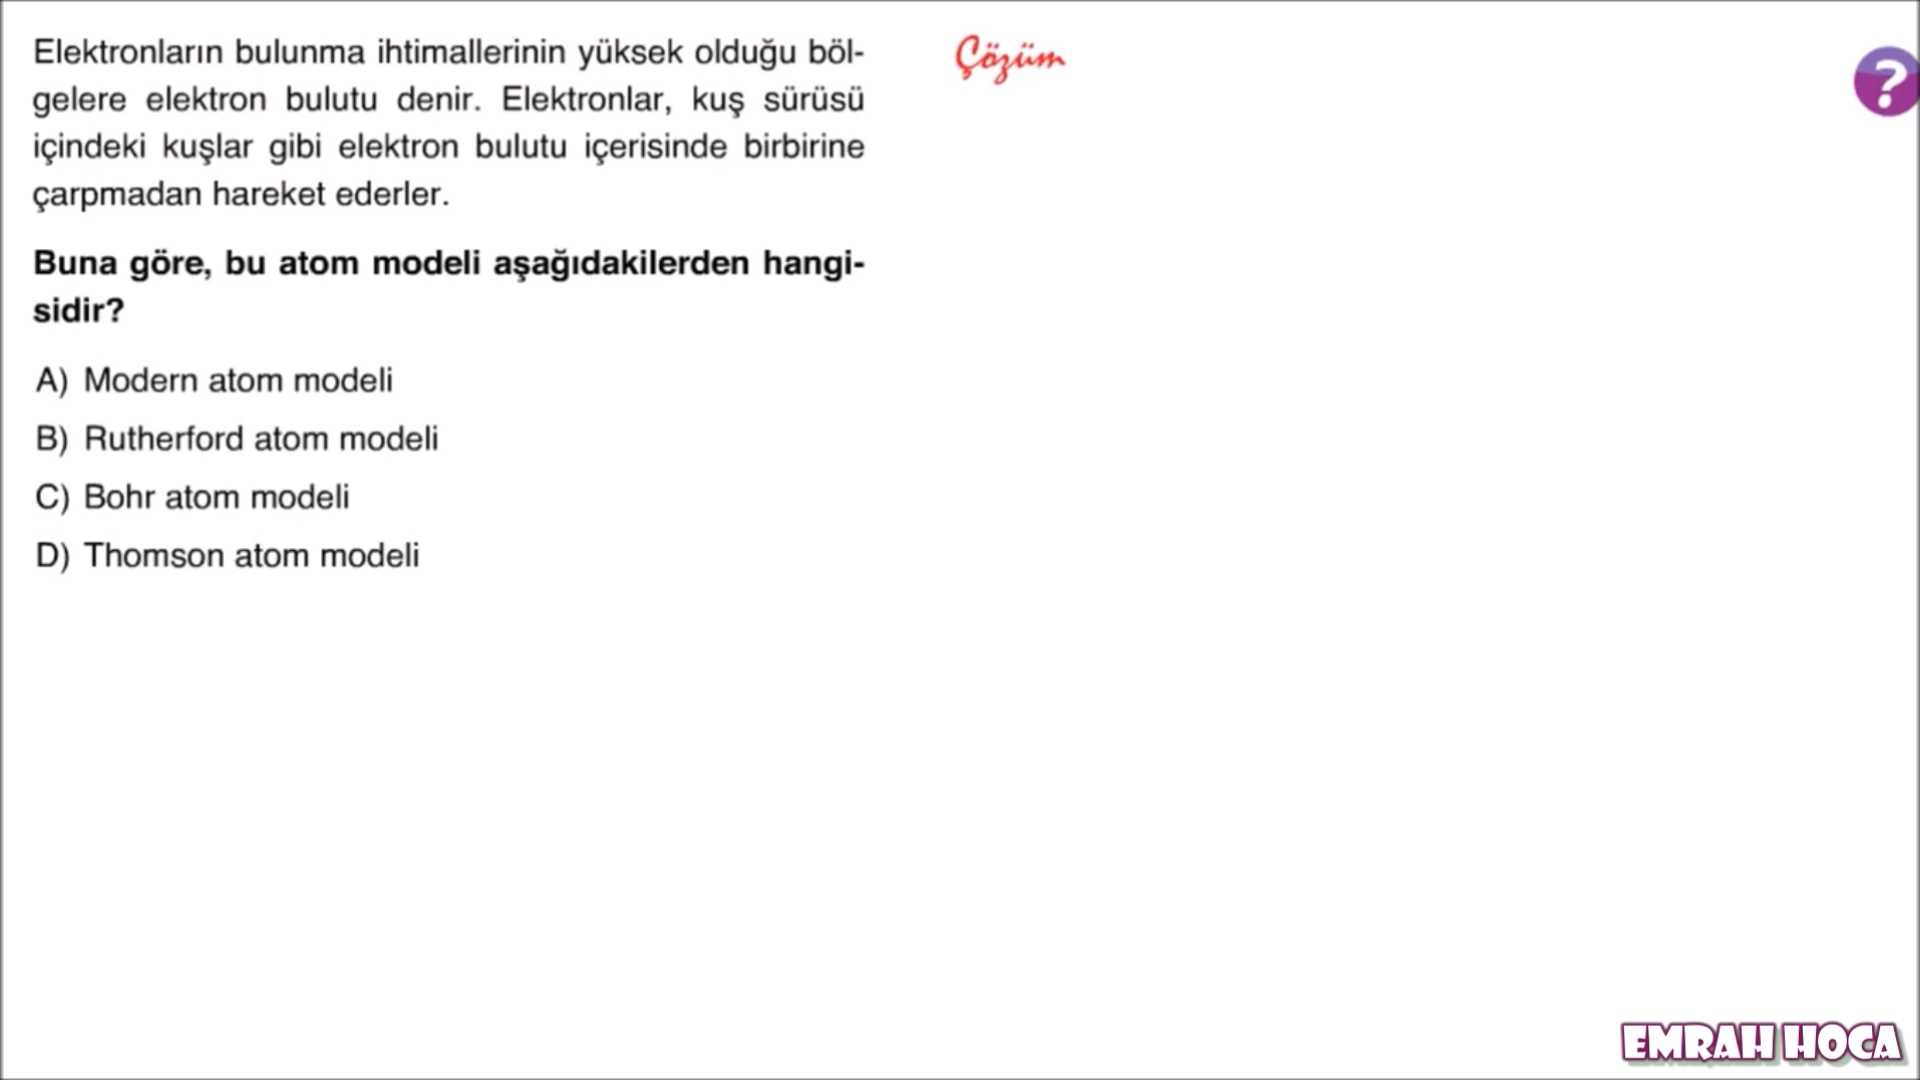 Elektronların bulunma ihtimallerinin yüksek olduğu böl-
gelere elektron bulutu denir. Elektronlar, kuş sürüsü
içindeki kuşlar gibi elektron bulutu içerisinde birbirine
çarpmadan hareket ederler.
Buna göre, bu atom modeli aşağıdakilerden hangi-
sidir?
A) Modern atom modeli
B) Rutherford atom modeli
C) Bohr atom modeli
D) Thomson atom modeli
Çözüm
?
EMRAH HOCA